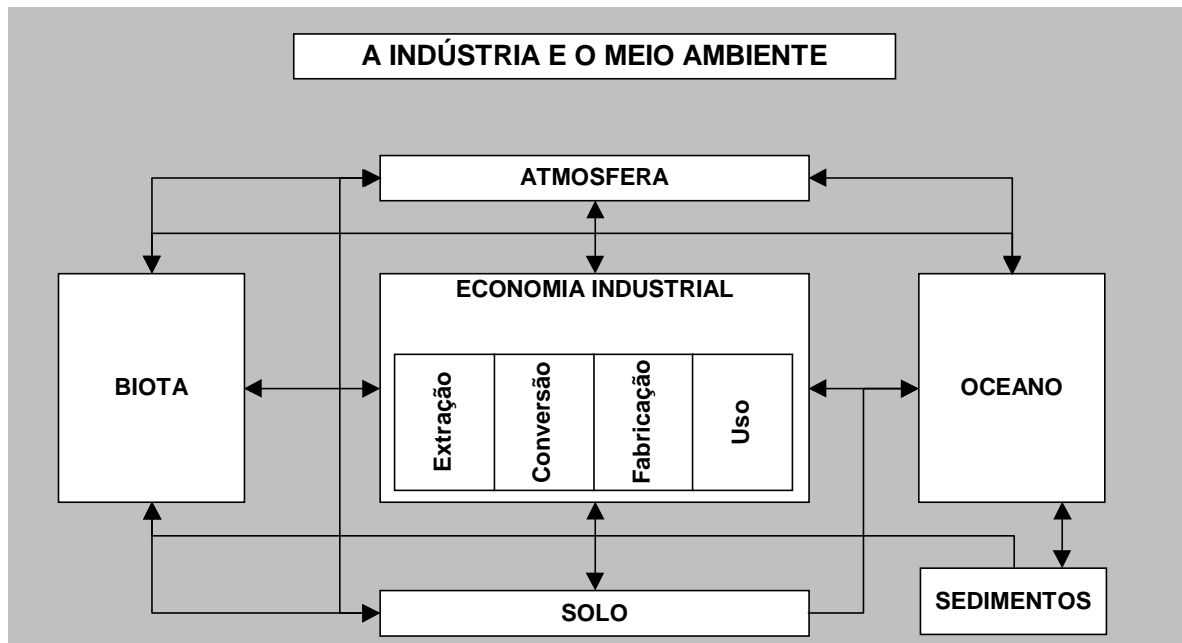 A INDÚSTRIA E O MEIO AMBIENTE
ATMOSFERA
ECONOMIA INDUSTRIAL
BIOTA
Extração
Conversão
Fabricação
Uso
OCEANO
SEDIMENTOS
SOLO